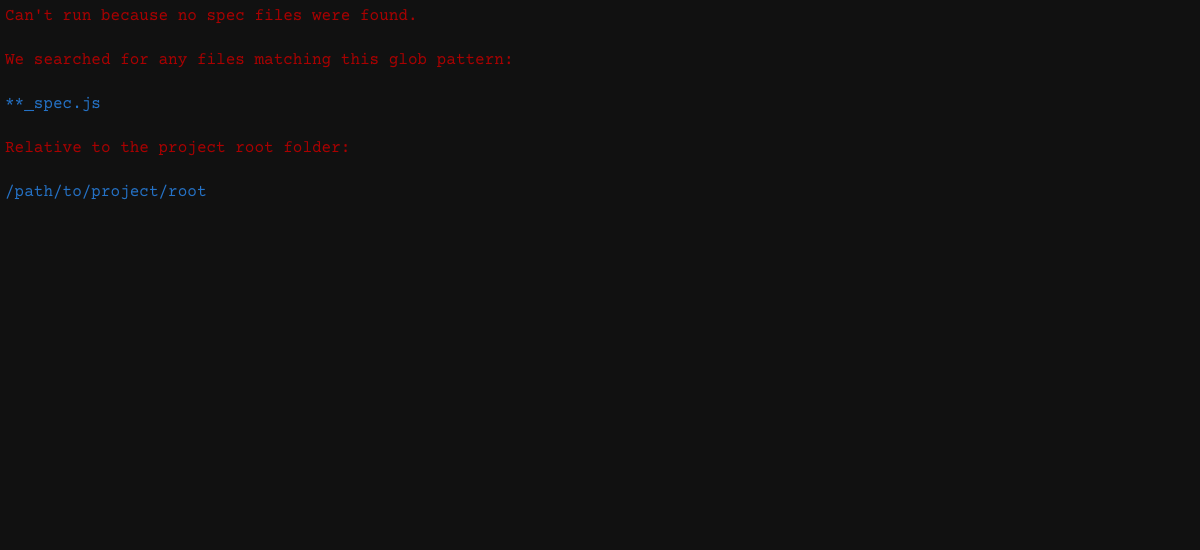 Can't run because no spec files were found.
We searched for any files matching this glob pattern:
**_spec.js
Relative to the project root folder:
/path/to/project/root